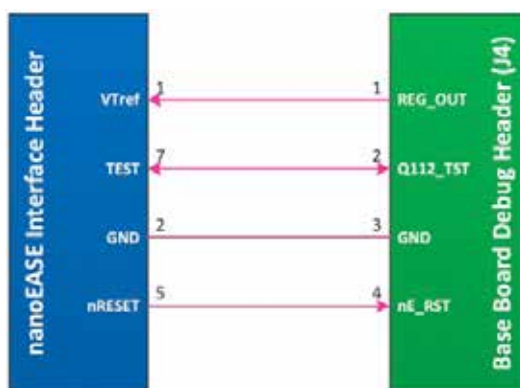 nanoEASE Interface Header
VTref 1 1 REG_OUT
TEST 7 2 Q112_TST
GND 2 3 GND
nRESET 5 4 nE_RST
Base Board Debug Header (J4)